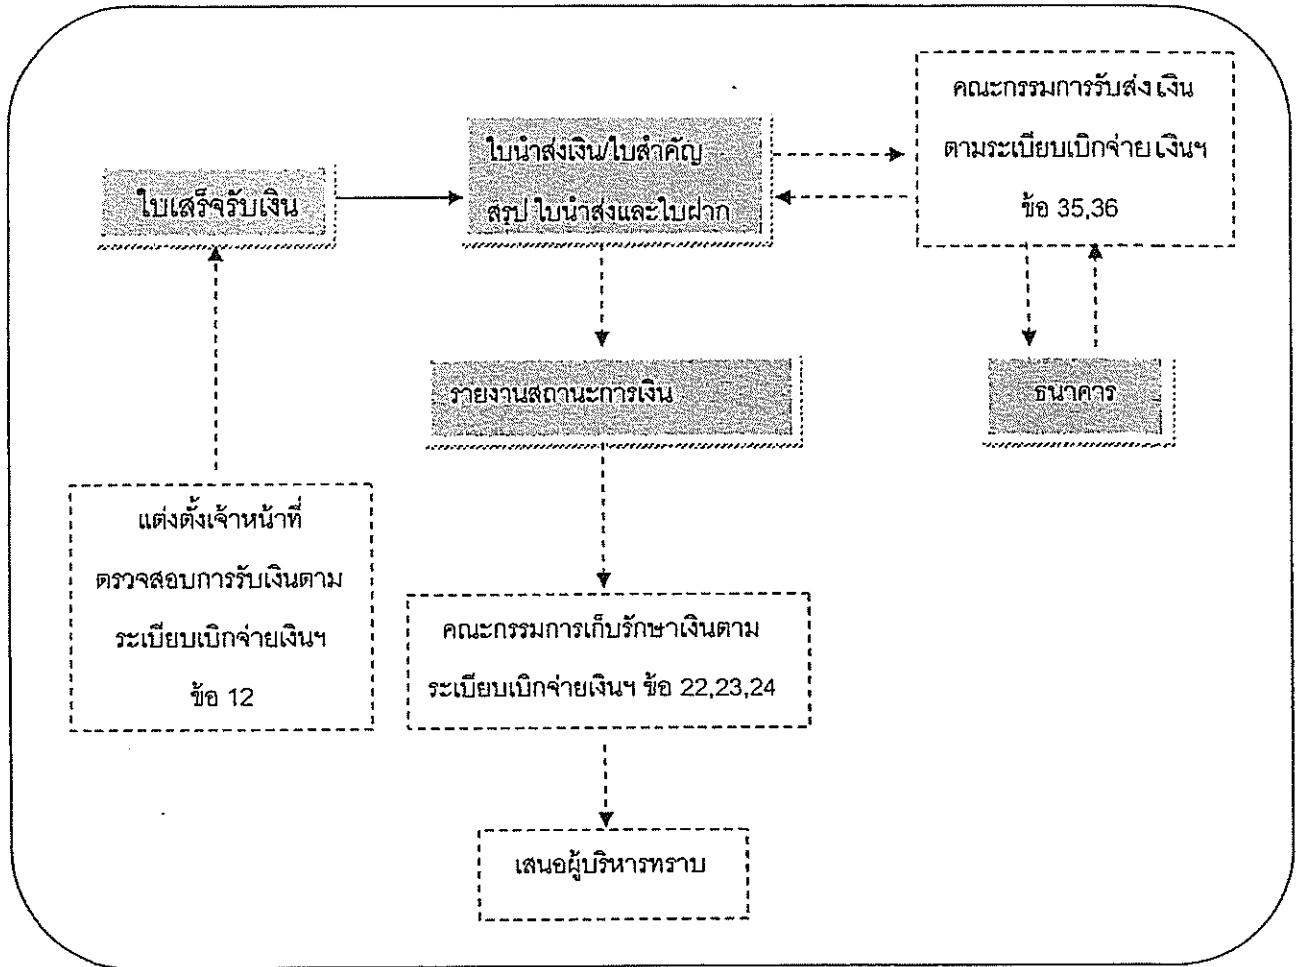 คณะกรรมการรับส่งเงิน
ตามระเบียบเบิกจ่ายเงินฯ
ข้อ 35,36
ใบนำส่งเงิน/ใบสำคัญ
สรุป ใบนำส่งและใบฝาก
ใบเสร็จรับเงิน
รายงานสถานะการเงิน
ธนาคาร
แต่งตั้งเจ้าหน้าที่
ตรวจสอบการรับเงินตาม
ระเบียบเบิกจ่ายเงินฯ
ข้อ 12
คณะกรรมการเก็บรักษาเงินตาม
ระเบียบเบิกจ่ายเงินฯ ข้อ 22,23,24
เสนอผู้บริหารทราบ